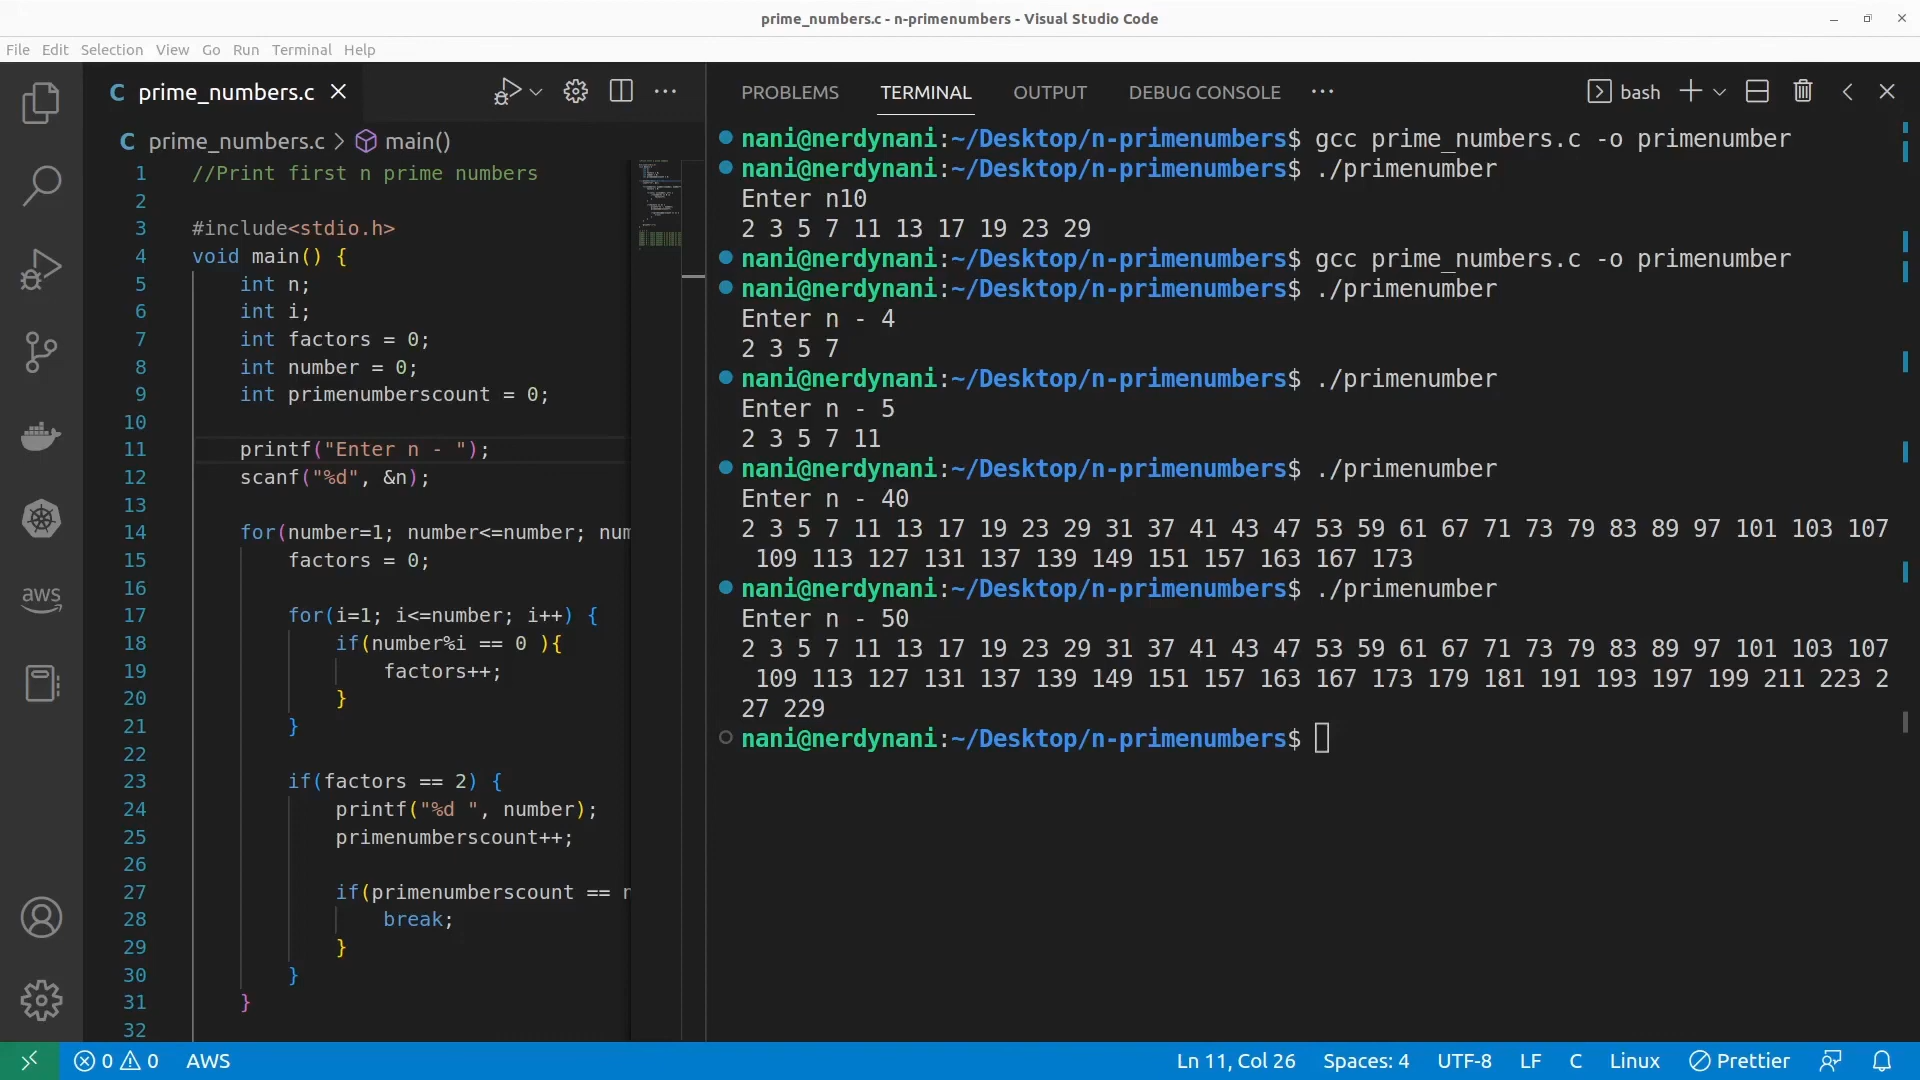 prime_numbers.c - n-primenumbers - Visual Studio Code
File Edit Selection View Go Run Terminal Help
C prime_numbers.c
C prime_numbers.c > main()
1 //Print first n prime numbers
2
3 #include<stdio.h>
4 void main() {
5 int n;
6 int i;
7 int factors = 0;
8 int number = 0;
9 int primenumberscount = 0;
10
11 printf("Enter n - ");
12 scanf("%d", &n);
13
14 for(number=1; number<=number; num
15 factors = 0;
16
17 for(i=1; i<=number; i++) {
18 if(number%i == 0 ){
19 factors++;
20 }
21 }
22
23 if(factors == 2) {
24 printf("%d ", number);
25 primenumberscount++;
26
27 if(primenumberscount == n
28 break;
29 }
30 }
31 }
32
aws
PROBLEMS TERMINAL OUTPUT DEBUG CONSOLE ··· bash
nani@nerdynani:~/Desktop/n-primenumbers$ gcc prime_numbers.c -o primenumber
nani@nerdynani:~/Desktop/n-primenumbers$ ./primenumber
Enter n10
2 3 5 7 11 13 17 19 23 29
nani@nerdynani:~/Desktop/n-primenumbers$ gcc prime_numbers.c -o primenumber
nani@nerdynani:~/Desktop/n-primenumbers$ ./primenumber
Enter n - 4
2 3 5 7
nani@nerdynani:~/Desktop/n-primenumbers$ ./primenumber
Enter n - 5
2 3 5 7 11
nani@nerdynani:~/Desktop/n-primenumbers$ ./primenumber
Enter n - 40
2 3 5 7 11 13 17 19 23 29 31 37 41 43 47 53 59 61 67 71 73 79 83 89 97 101 103 107
109 113 127 131 137 139 149 151 157 163 167 173
nani@nerdynani:~/Desktop/n-primenumbers$ ./primenumber
Enter n - 50
2 3 5 7 11 13 17 19 23 29 31 37 41 43 47 53 59 61 67 71 73 79 83 89 97 101 103 107
109 113 127 131 137 139 149 151 157 163 167 173 179 181 191 193 197 199 211 223 2
27 229
nani@nerdynani:~/Desktop/n-primenumbers$
0 0 AWS Ln 11, Col 26 Spaces: 4 UTF-8 LF C Linux Prettier